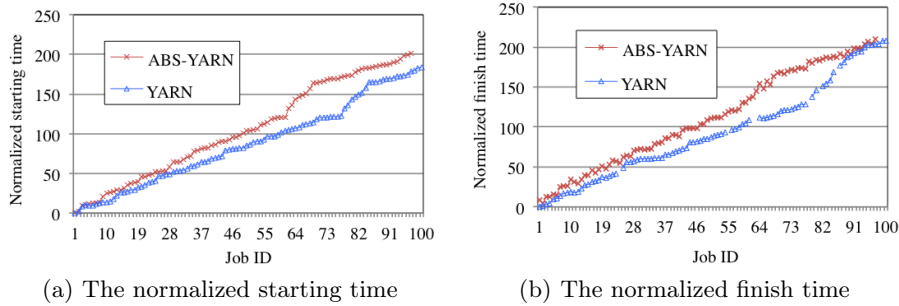 250
200
150
100
50
0
Normalized starting time
ABS-YARN
YARN
1 10 19 28 37 46 55 64 73 82 91 100
Job ID
(a) The normalized starting time
250
200
150
100
50
0
Normalized finish time
ABS-YARN
YARN
1 10 19 28 37 46 55 64 73 82 91 100
Job ID
(b) The normalized finish time